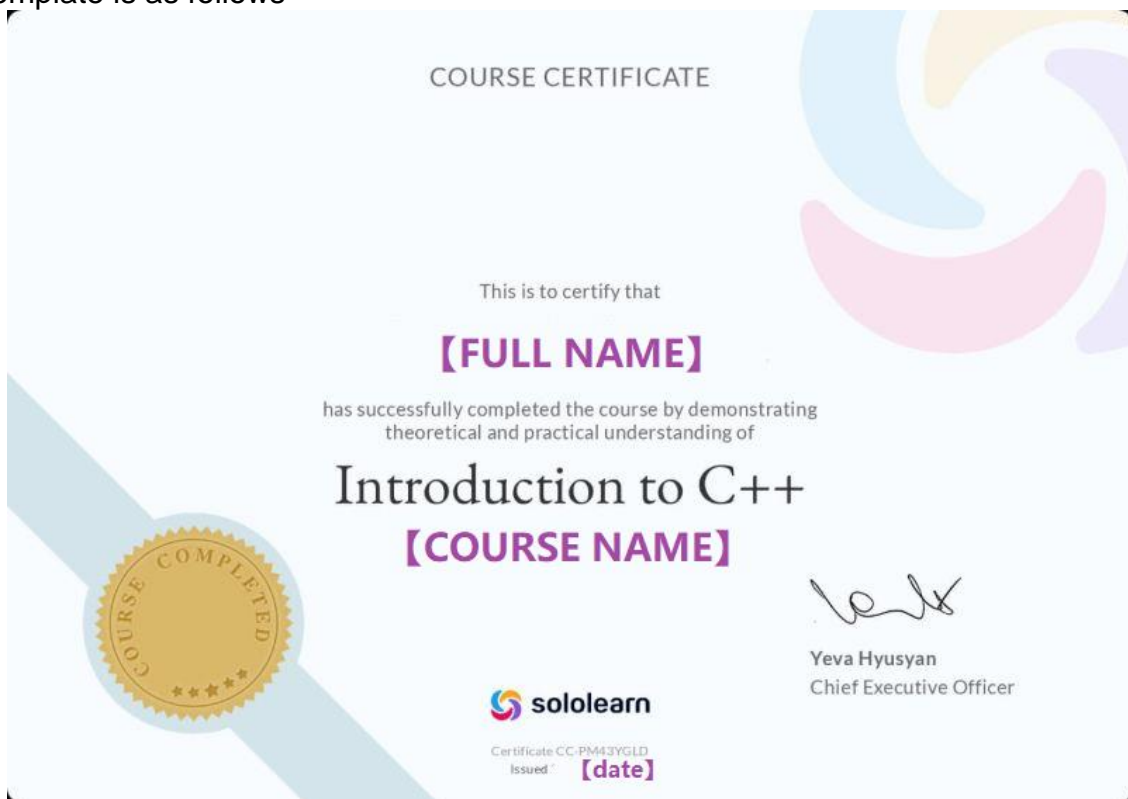 template is as follows
COURSE CERTIFICATE
This is to certify that
【FULL NAME】
has successfully completed the course by demonstrating
theoretical and practical understanding of
Introduction to C++
【COURSE NAME】
COURSE COMPLETED
Yeva Hyusyan
Chief Executive Officer
sololearn
Certificate CC-PM43YGLD
Issued 【date】